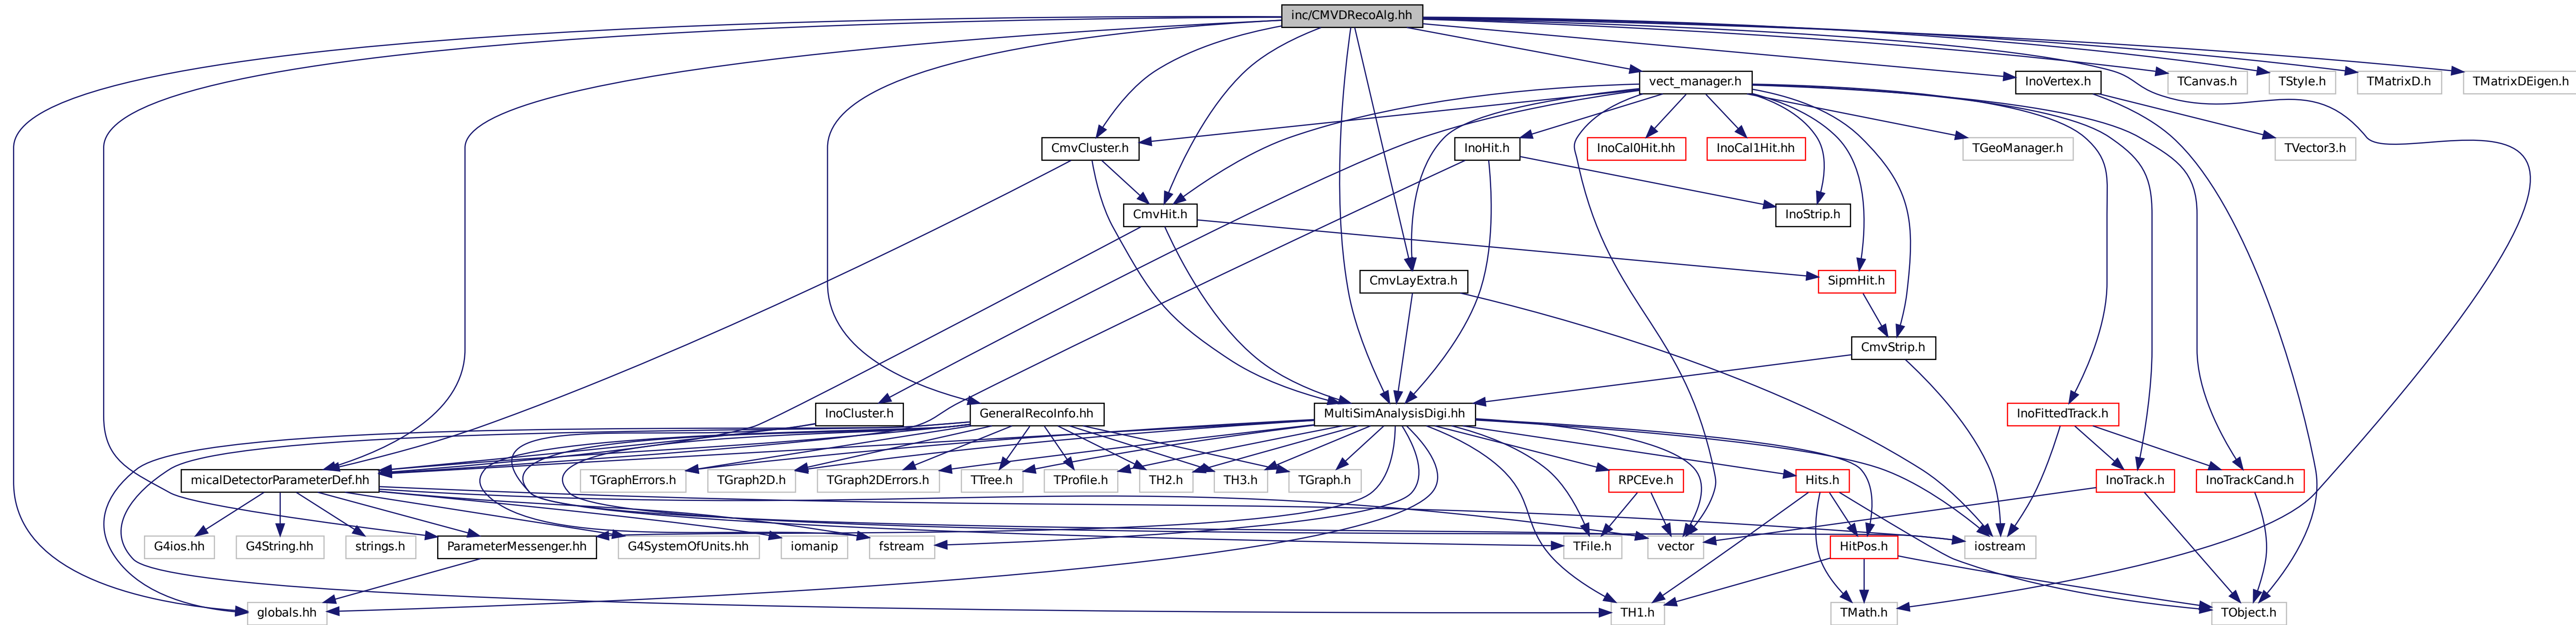 inc/CMVDRecoAlg.hh
vect_manager.h
InoVertex.h
TCanvas.h
TStyle.h
TMatrixD.h
TMatrixDEigen.h
CmvCluster.h
InoHit.h
InoCal0Hit.hh
InoCal1Hit.hh
TGeoManager.h
TVector3.h
CmvHit.h
InoStrip.h
CmvLayExtra.h
SipmHit.h
CmvStrip.h
InoCluster.h
GeneralRecoInfo.hh
MultiSimAnalysisDigi.hh
InoFittedTrack.h
micalDetectorParameterDef.hh
TGraphErrors.h
TGraph2D.h
TGraph2DErrors.h
TTree.h
TProfile.h
TH2.h
TH3.h
TGraph.h
RPCEve.h
Hits.h
InoTrack.h
InoTrackCand.h
G4ios.hh
G4String.hh
strings.h
ParameterMessenger.hh
G4SystemOfUnits.hh
iomanip
fstream
TFile.h
vector
HitPos.h
iostream
globals.hh
TH1.h
TMath.h
TObject.h